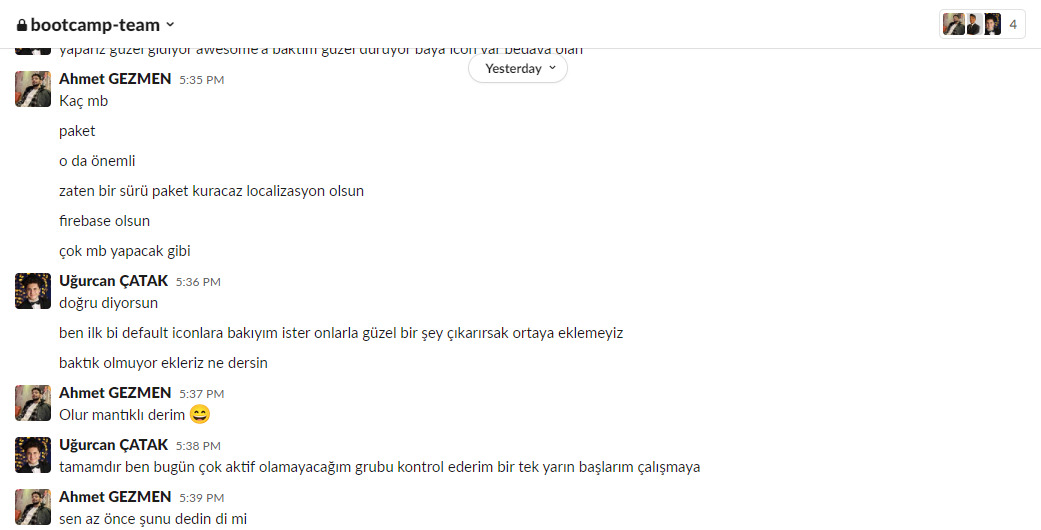 bootcamp-team
4
yaparız güzel gidiyor awesome'a baktım güzel duruyor baya icon var bedava olan
Yesterday
Ahmet GEZMEN 5:35 PM
Kaç mb
paket
o da önemli
zaten bir sürü paket kuracaz localizasyon olsun
firebase olsun
çok mb yapacak gibi
Uğurcan ÇATAK 5:36 PM
doğru diyorsun
ben ilk bi default iconlara bakıyım ister onlarla güzel bir şey çıkarırsak ortaya eklemeyiz
baktık olmuyor ekleriz ne dersin
Ahmet GEZMEN 5:37 PM
Olur mantıklı derim 😄
Uğurcan ÇATAK 5:38 PM
tamamdır ben bugün çok aktif olamayacağım grubu kontrol ederim bir tek yarın başlarım çalışmaya
Ahmet GEZMEN 5:39 PM
sen az önce şunu dedin di mi